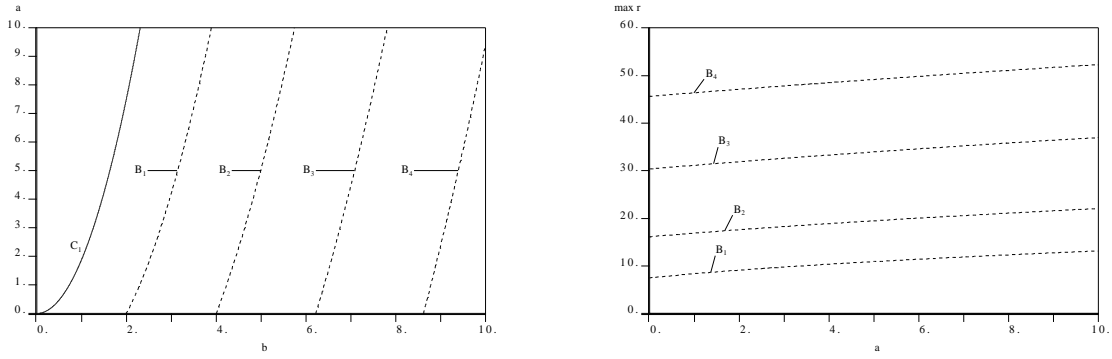 a
10.
9.
8.
7.
6.
5.
4.
3.
2.
1.
0.
B₁
B₂
B₃
B₄
C₁
0.
2.
4.
6.
8.
10.
b
max r
60.
50.
40.
30.
20.
10.
0.
B₄
B₃
B₂
B₁
0.
2.
4.
6.
8.
10.
a